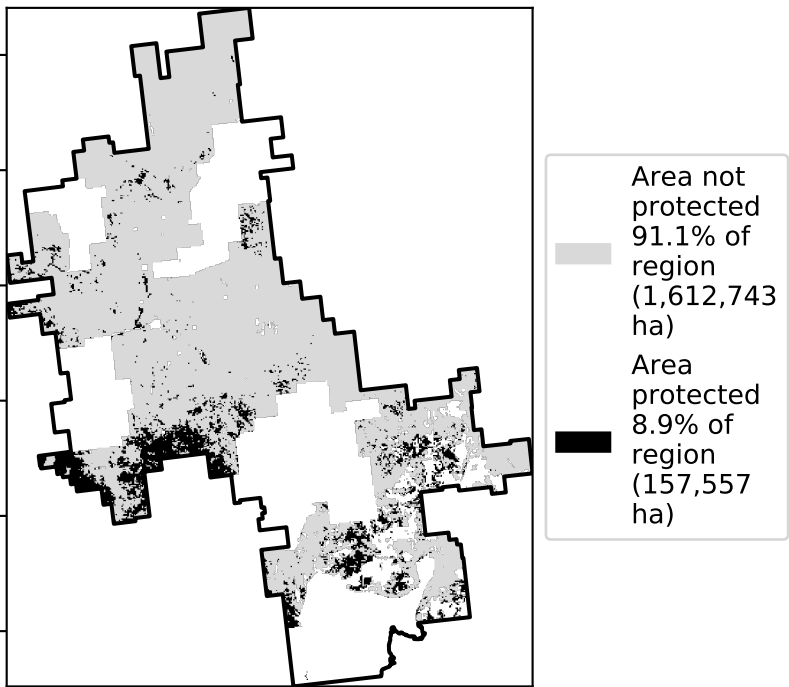 Area not
protected
91.1% of
region
(1,612,743
ha)
Area
protected
8.9% of
region
(157,557
ha)